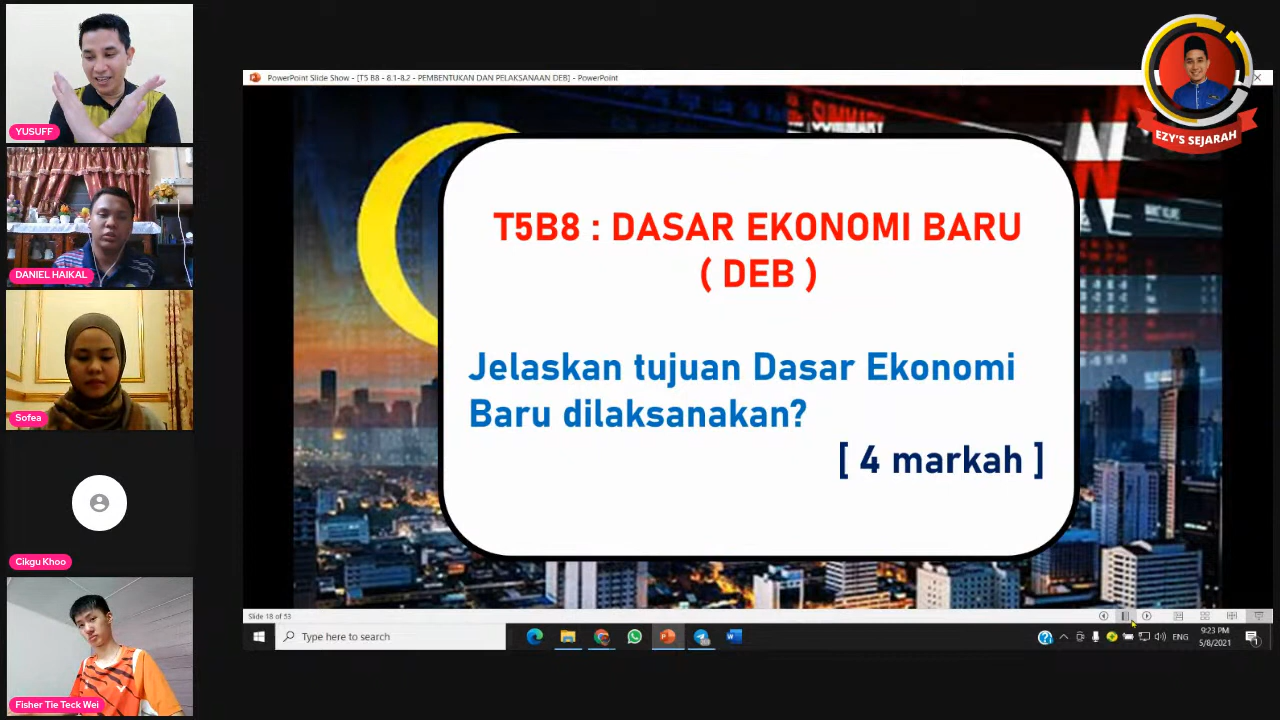 YUSUFF
DANIEL HAIKAL
Sofea
Cikgu Khoo
Fisher Tie Teck Wei
PowerPoint Slide Show - [T5 B8 - 8.1-8.2 - PEMBENTUKAN DAN PELAKSANAAN DEB] - PowerPoint
EZY'S SEJARAH
SUMMARY
T5B8 : DASAR EKONOMI BARU
( DEB )
Jelaskan tujuan Dasar Ekonomi
Baru dilaksanakan?
[ 4 markah ]
Slide 18 of 53
Type here to search
ENG
9:23 PM
5/8/2021